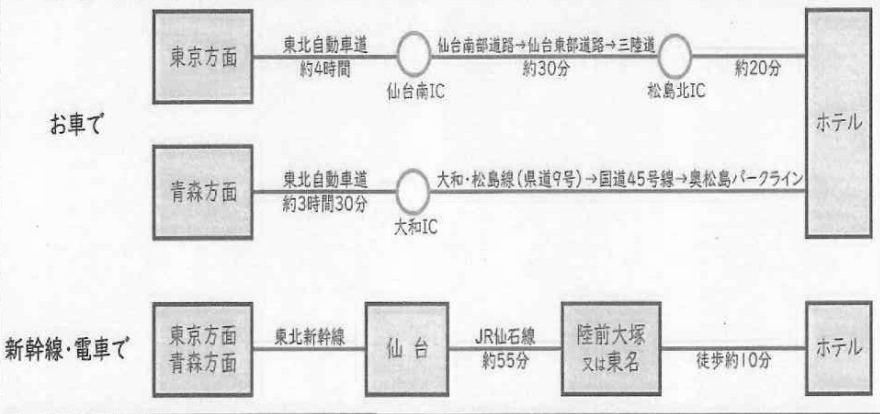 お車で
東京方面
東北自動車道
約4時間
仙台南IC
仙台南部道路→仙台東部道路→三陸道
約30分
松島北IC
約20分
ホテル
青森方面
東北自動車道
約3時間30分
大和IC
大和・松島線(県道9号)→国道45号線→奥松島パークライン
新幹線・電車で
東京方面
青森方面
東北新幹線
仙台
JR仙石線
約55分
陸前大塚
又は東名
徒歩約10分
ホテル